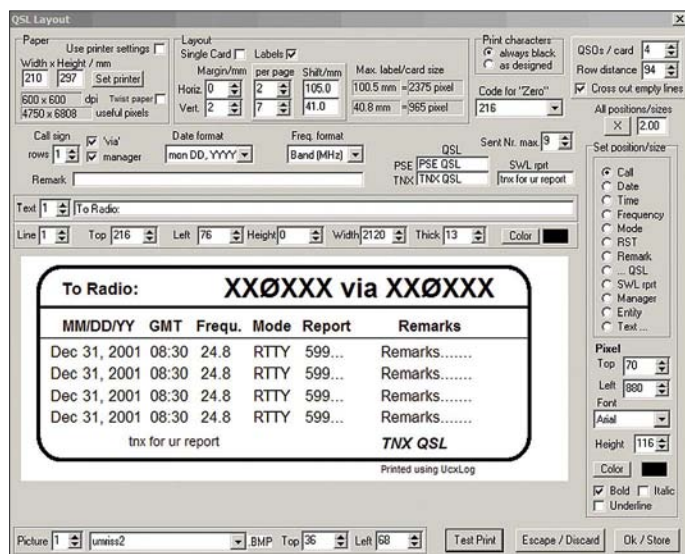 QSL Layout
Paper
Use printer settings
Width x Height / mm
210 297 Set printer
600 x 600 dpi Twist paper
4750 x 6808 useful pixels
Layout
Single Card Labels
Margin/mm per page Shift/mm Max. label/card size
Horiz. 0 2 105.0 100.5 mm =2375 pixel
Vert. 2 7 41.0 40.8 mm =965 pixel
Print characters
always black
as designed
Code for "Zero"
216
QSOs / card 4
Row distance 94
Cross out empty lines
All positions/sizes
X 2.00
Call sign
rows 1 'via'
manager
Date format
mon DD, YYYY
Freq. format
Band (MHz)
Sent Nr. max. 9
QSL
PSE PSE QSL
TNX TNX QSL
SWL rprt
tnx for ur report
Remark
Text 1 To Radio:
Line 1 Top 216 Left 76 Height 0 Width 2120 Thick 13 Color
To Radio: XXØXXX via XXØXXX
MM/DD/YY GMT Frequ. Mode Report Remarks
Dec 31, 2001 08:30 24.8 RTTY 599... Remarks.......
Dec 31, 2001 08:30 24.8 RTTY 599... Remarks.......
Dec 31, 2001 08:30 24.8 RTTY 599... Remarks.......
Dec 31, 2001 08:30 24.8 RTTY 599... Remarks.......
tnx for ur report TNX QSL
Printed using UcxLog
Set position/size
Call
Date
Time
Frequency
Mode
RST
Remark
... QSL
SWL rprt
Manager
Entity
Text ...
Pixel
Top 70
Left 880
Font
Arial
Height 116
Color
Bold Italic
Underline
Picture 1 umriss2 .BMP Top 36 Left 68 Test Print Escape / Discard Ok / Store